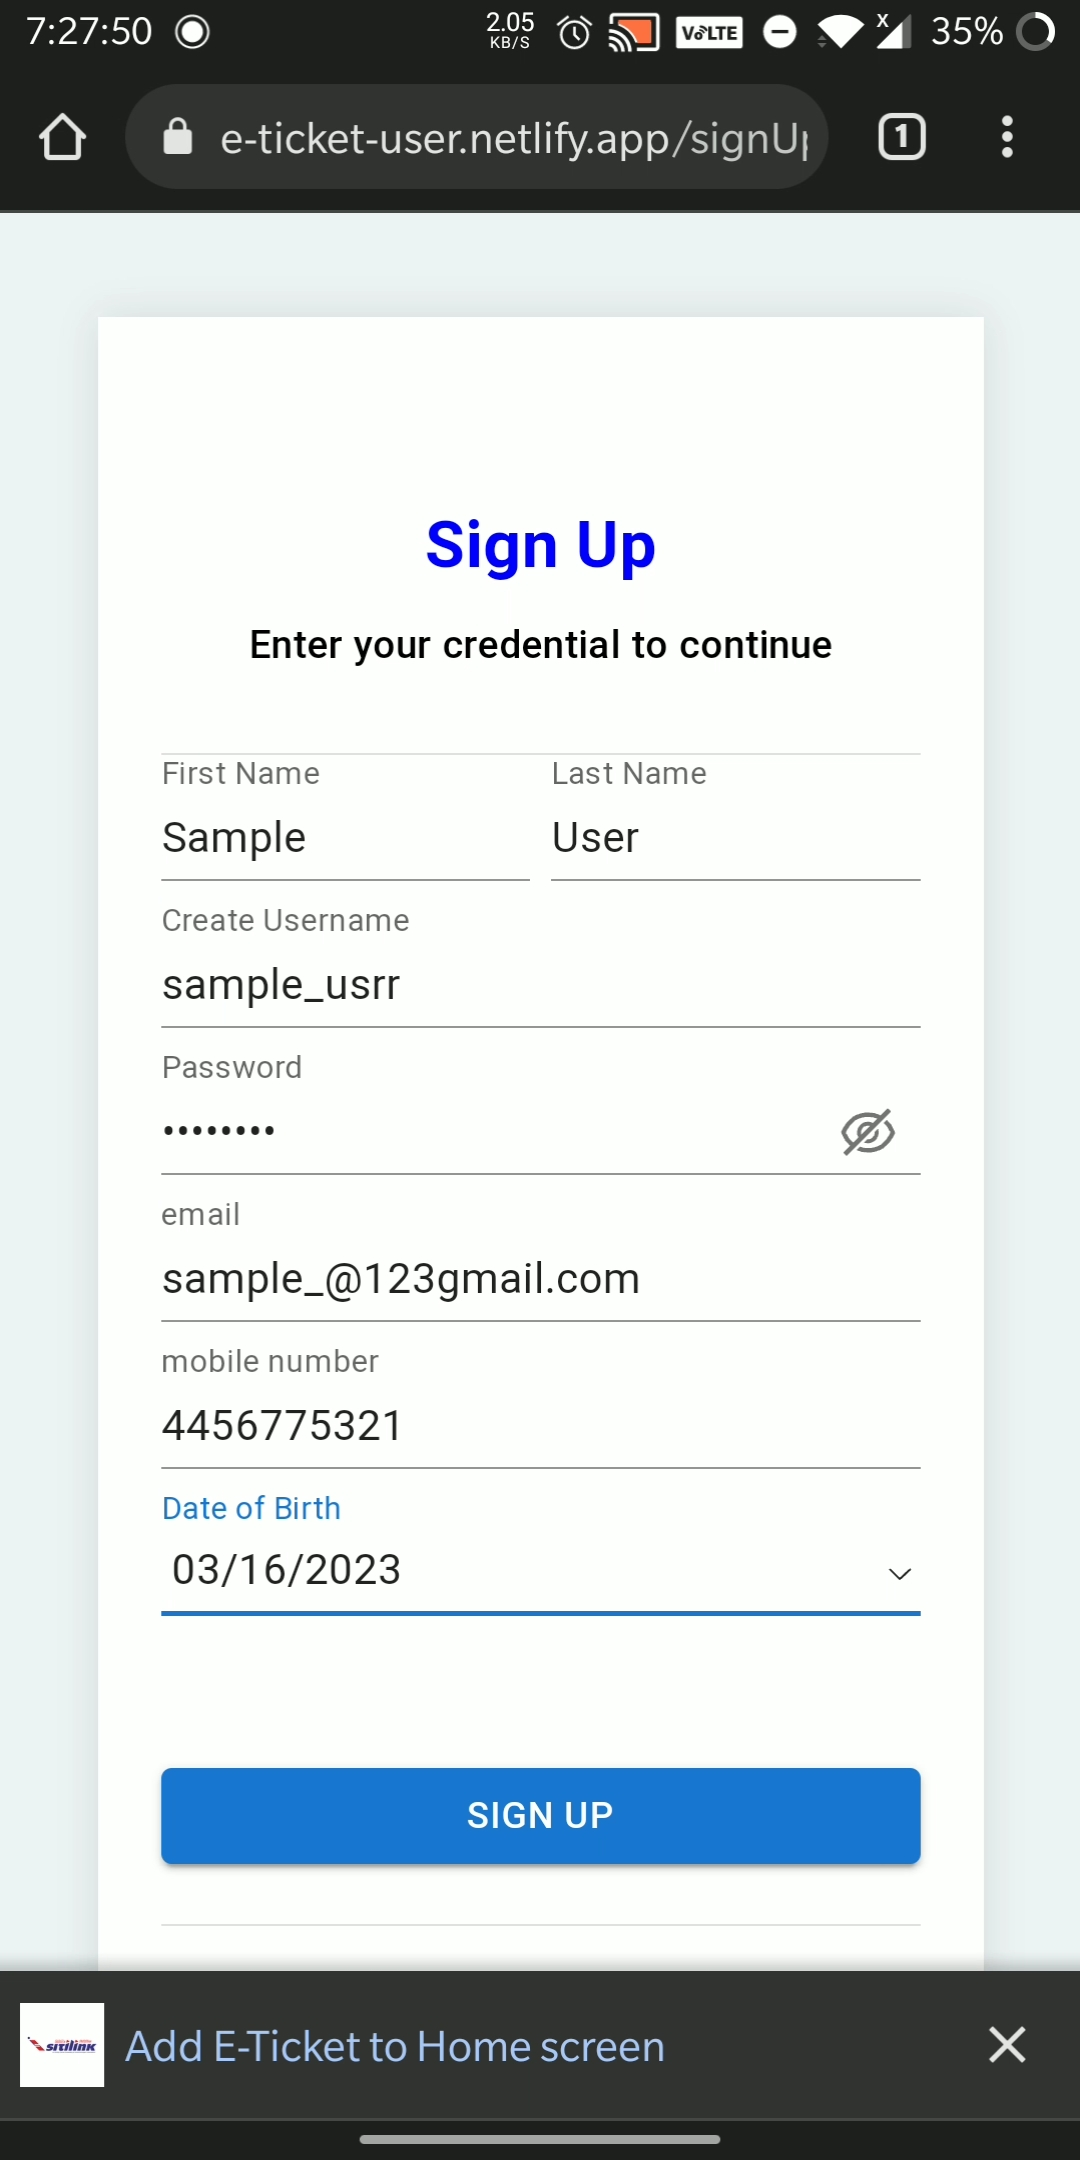 7:27:50 2.05 KB/S VoLTE X 35%
e-ticket-user.netlify.app/signUp 1
Sign Up
Enter your credential to continue
First Name Last Name
Sample User
Create Username
sample_usrr
Password
••••••••
email
sample_@123gmail.com
mobile number
4456775321
Date of Birth
03/16/2023
SIGN UP
sitilink
Add E-Ticket to Home screen